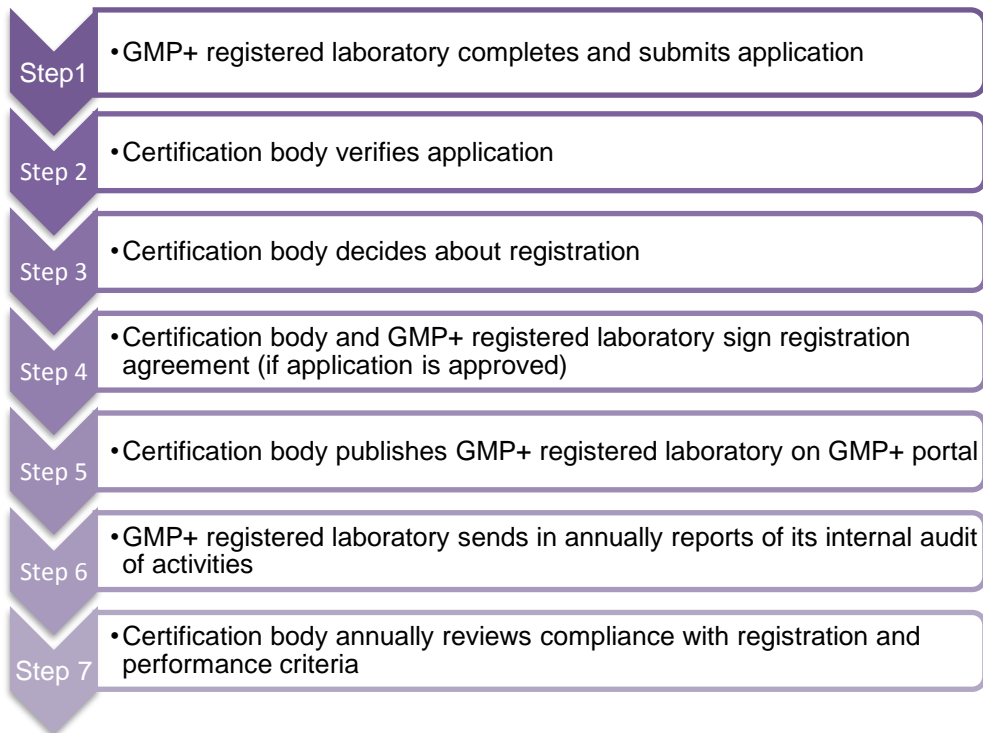 Step1
•GMP+ registered laboratory completes and submits application
Step 2
•Certification body verifies application
Step 3
•Certification body decides about registration
Step 4
•Certification body and GMP+ registered laboratory sign registration
agreement (if application is approved)
Step 5
•Certification body publishes GMP+ registered laboratory on GMP+ portal
Step 6
•GMP+ registered laboratory sends in annually reports of its internal audit
of activities
Step 7
•Certification body annually reviews compliance with registration and
performance criteria